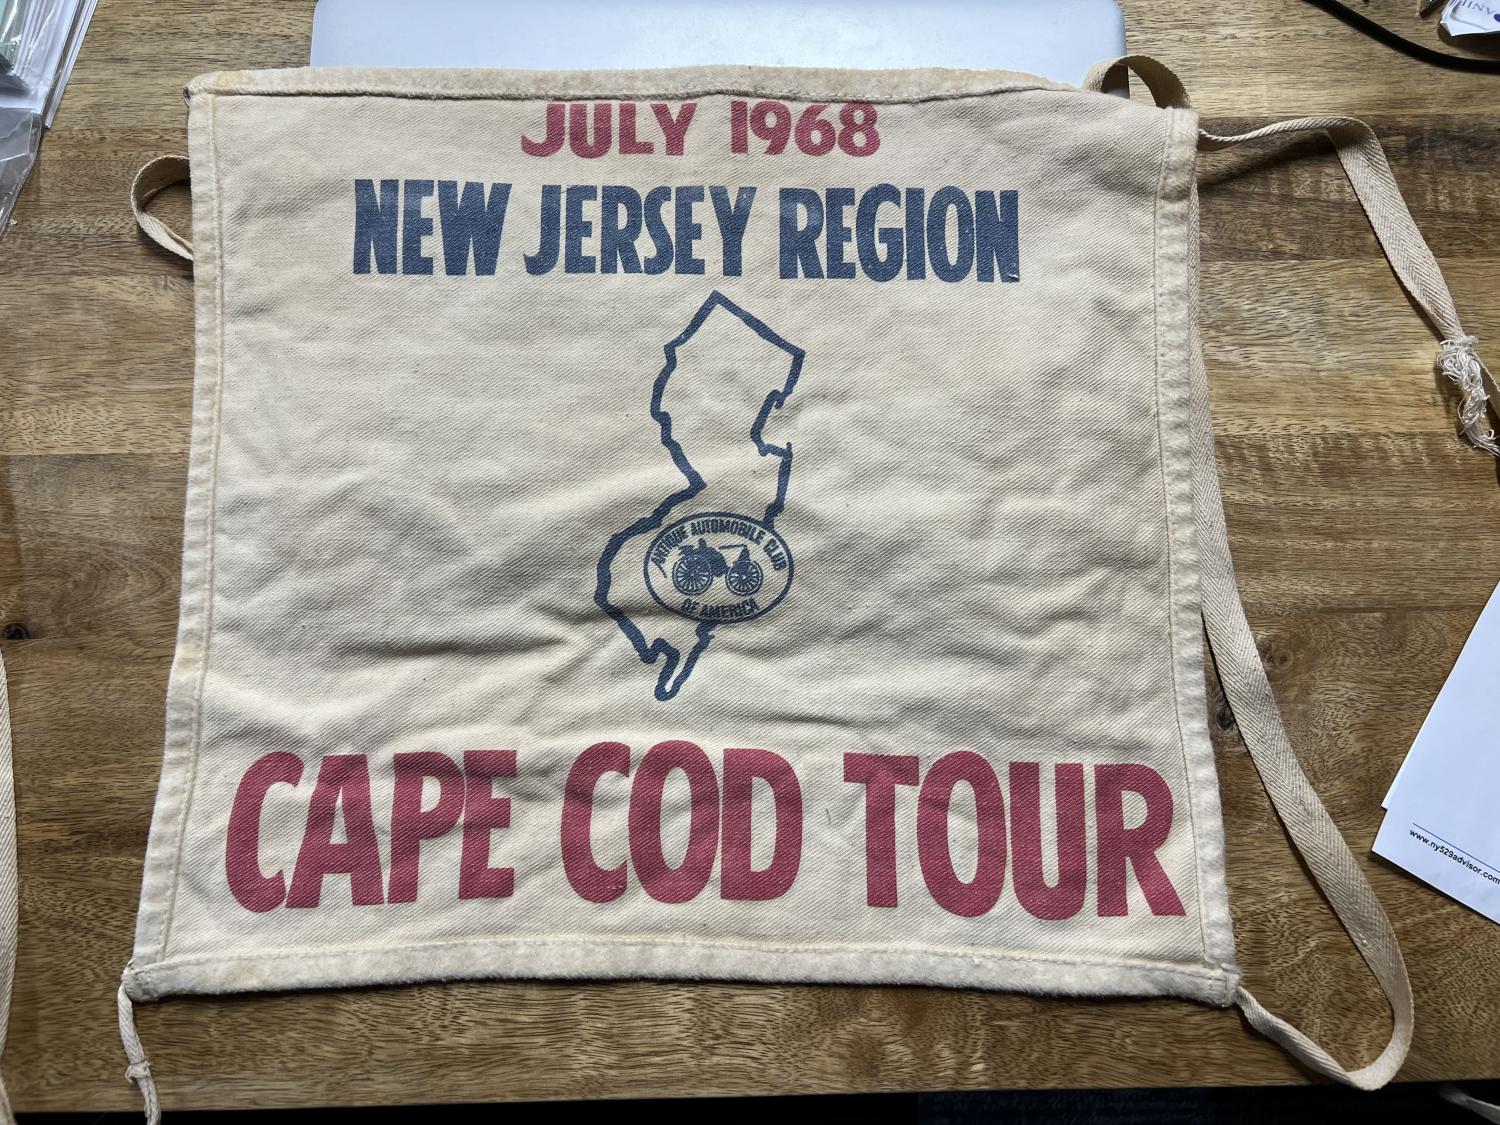 JULY 1968
NEW JERSEY REGION
ANTIQUE AUTOMOBILE CLUB
OF AMERICA
CAPE COD TOUR
www.ny529advisor.com